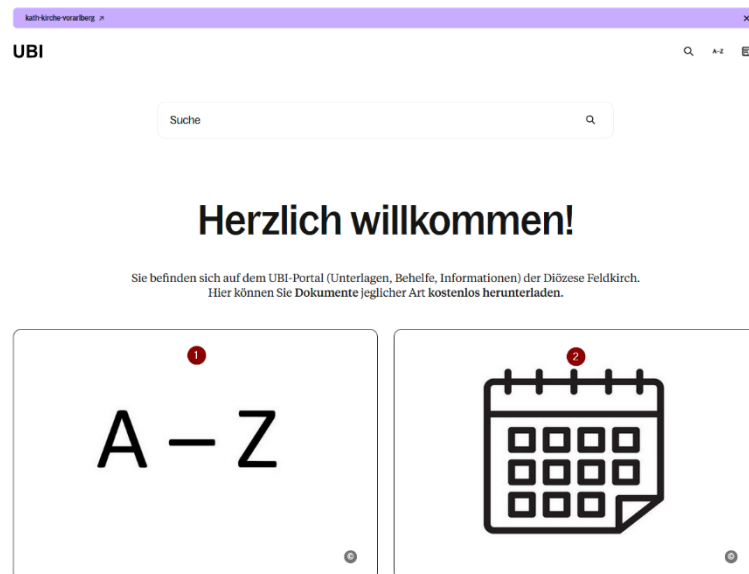 kath-kirche-vorarlberg ↗
UBI
A–Z
Suche
Herzlich willkommen!
Sie befinden sich auf dem UBI-Portal (Unterlagen, Behelfe, Informationen) der Diözese Feldkirch.
Hier können Sie Dokumente jeglicher Art kostenlos herunterladen.
1
2
A – Z
©
©